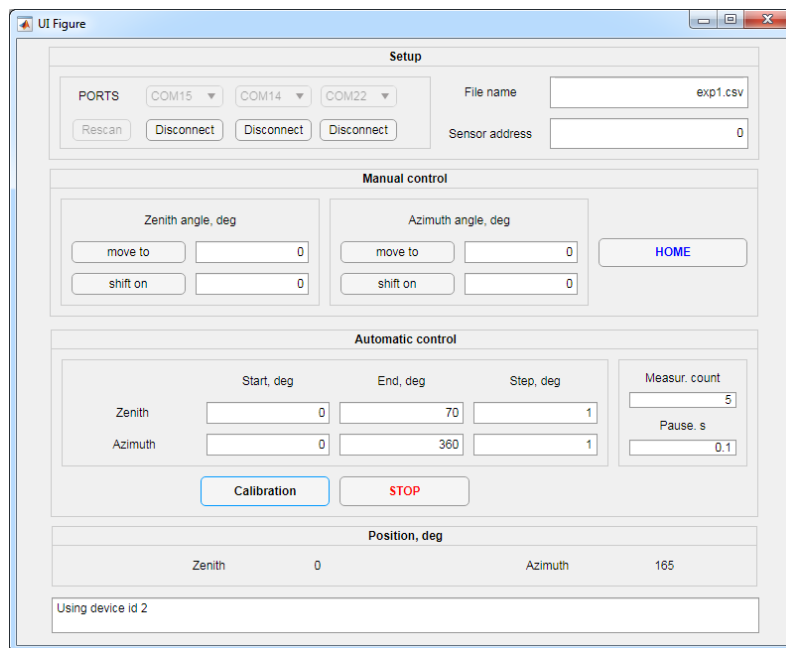 UI Figure
Setup
PORTS COM15 COM14 COM22
File name exp1.csv
Rescan Disconnect Disconnect Disconnect
Sensor address 0
Manual control
Zenith angle, deg Azimuth angle, deg
move to 0 move to 0 HOME
shift on 0 shift on 0
Automatic control
Start, deg End, deg Step, deg Measur. count
5
Zenith 0 70 1
Pause. s
Azimuth 0 360 1 0.1
Calibration STOP
Position, deg
Zenith 0 Azimuth 165
Using device id 2